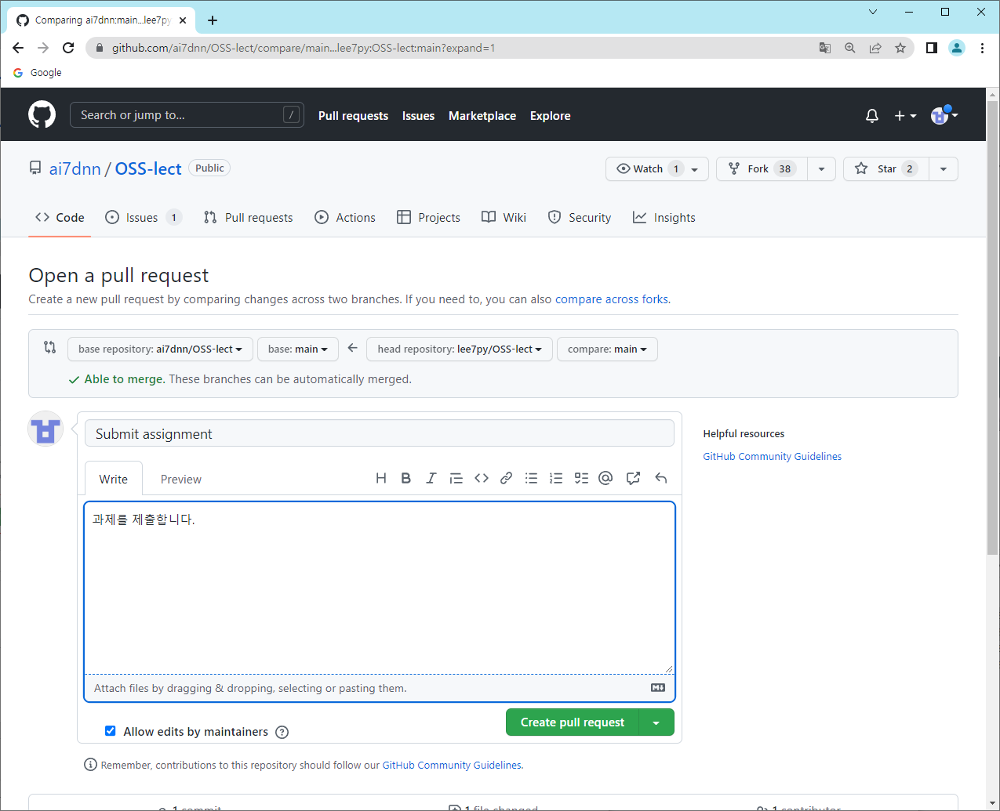 Comparing ai7dnn:main...lee7py
github.com/ai7dnn/OSS-lect/compare/main...lee7py:OSS-lect:main?expand=1
Google
Search or jump to...
/
Pull requests
Issues
Marketplace
Explore
ai7dnn / OSS-lect
Public
Watch 1
Fork 38
Star 2
Code
Issues 1
Pull requests
Actions
Projects
Wiki
Security
Insights
Open a pull request
Create a new pull request by comparing changes across two branches. If you need to, you can also compare across forks.
base repository: ai7dnn/OSS-lect
base: main
head repository: lee7py/OSS-lect
compare: main
Able to merge. These branches can be automatically merged.
Submit assignment
Helpful resources
GitHub Community Guidelines
Write
Preview
과제를 제출합니다.
Attach files by dragging & dropping, selecting or pasting them.
Allow edits by maintainers
Create pull request
Remember, contributions to this repository should follow our GitHub Community Guidelines.
1 commit
1 file changed
1 contributor